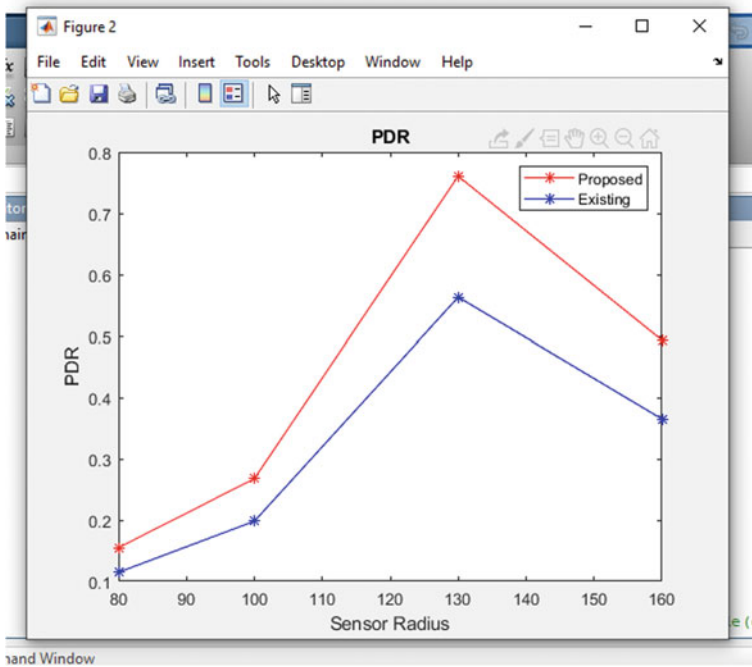 Figure 2
File Edit View Insert Tools Desktop Window Help
PDR
Proposed
Existing
0.8
0.7
0.6
0.5
0.4
0.3
0.2
0.1
PDR
80 90 100 110 120 130 140 150 160
Sensor Radius